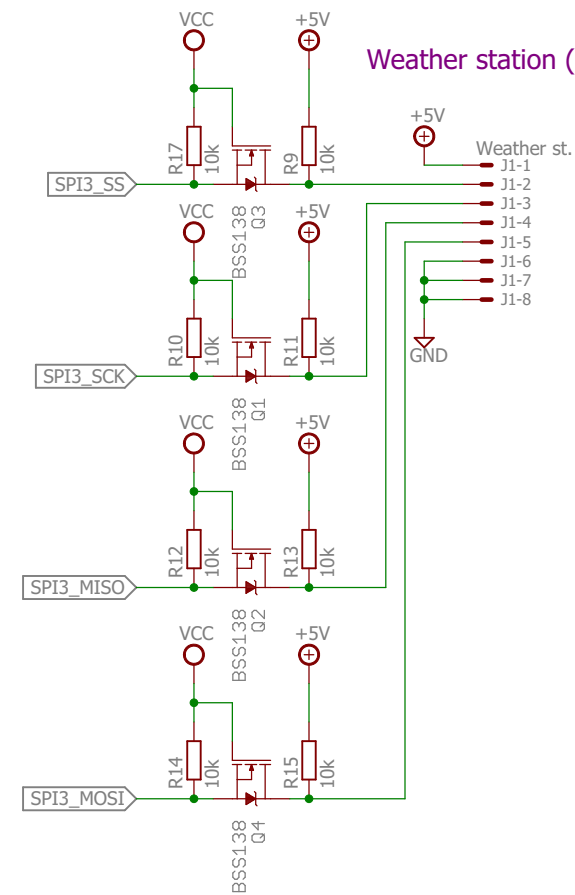 VCC
+5V
Weather station (
R17
10k
R9
10k
+5V
Weather st.
J1-1
J1-2
J1-3
J1-4
J1-5
J1-6
J1-7
J1-8
GND
SPI3_SS
BSS138
Q3
VCC
+5V
R10
10k
R11
10k
SPI3_SCK
BSS138
Q1
VCC
+5V
R12
10k
R13
10k
SPI3_MISO
BSS138
Q2
VCC
+5V
R14
10k
R15
10k
SPI3_MOSI
BSS138
Q4